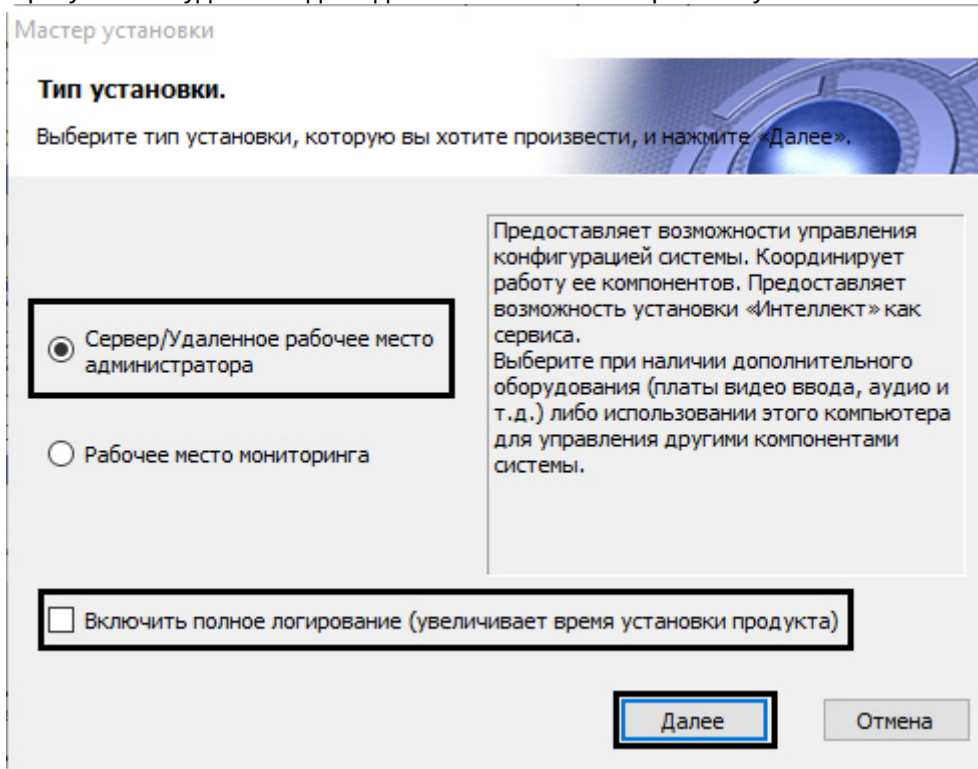 Мастер установки
Тип установки.
Выберите тип установки, которую вы хотите произвести, и нажмите «Далее».
Сервер/Удаленное рабочее место
администратора
Рабочее место мониторинга
Предоставляет возможности управления
конфигурацией системы. Координирует
работу ее компонентов. Предоставляет
возможность установки «Интеллект» как
сервиса.
Выберите при наличии дополнительного
оборудования (платы видео ввода, аудио и
т.д.) либо использовании этого компьютера
для управления другими компонентами
системы.
Включить полное логирование (увеличивает время установки продукта)
Далее
Отмена